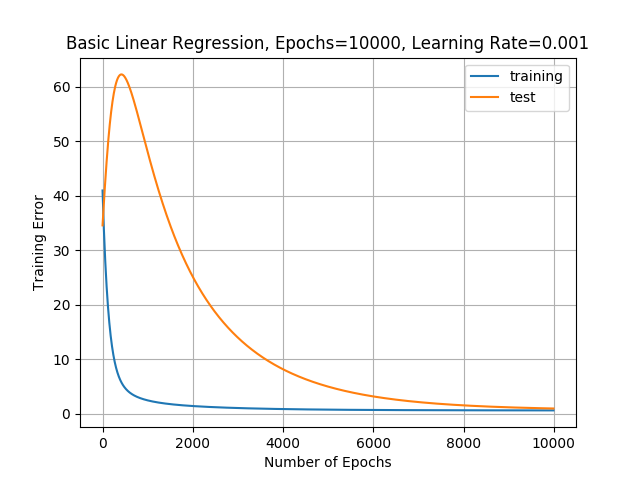 Basic Linear Regression, Epochs=10000, Learning Rate=0.001
training
test
Training Error
60
50
40
30
20
10
0
0 2000 4000 6000 8000 10000
Number of Epochs